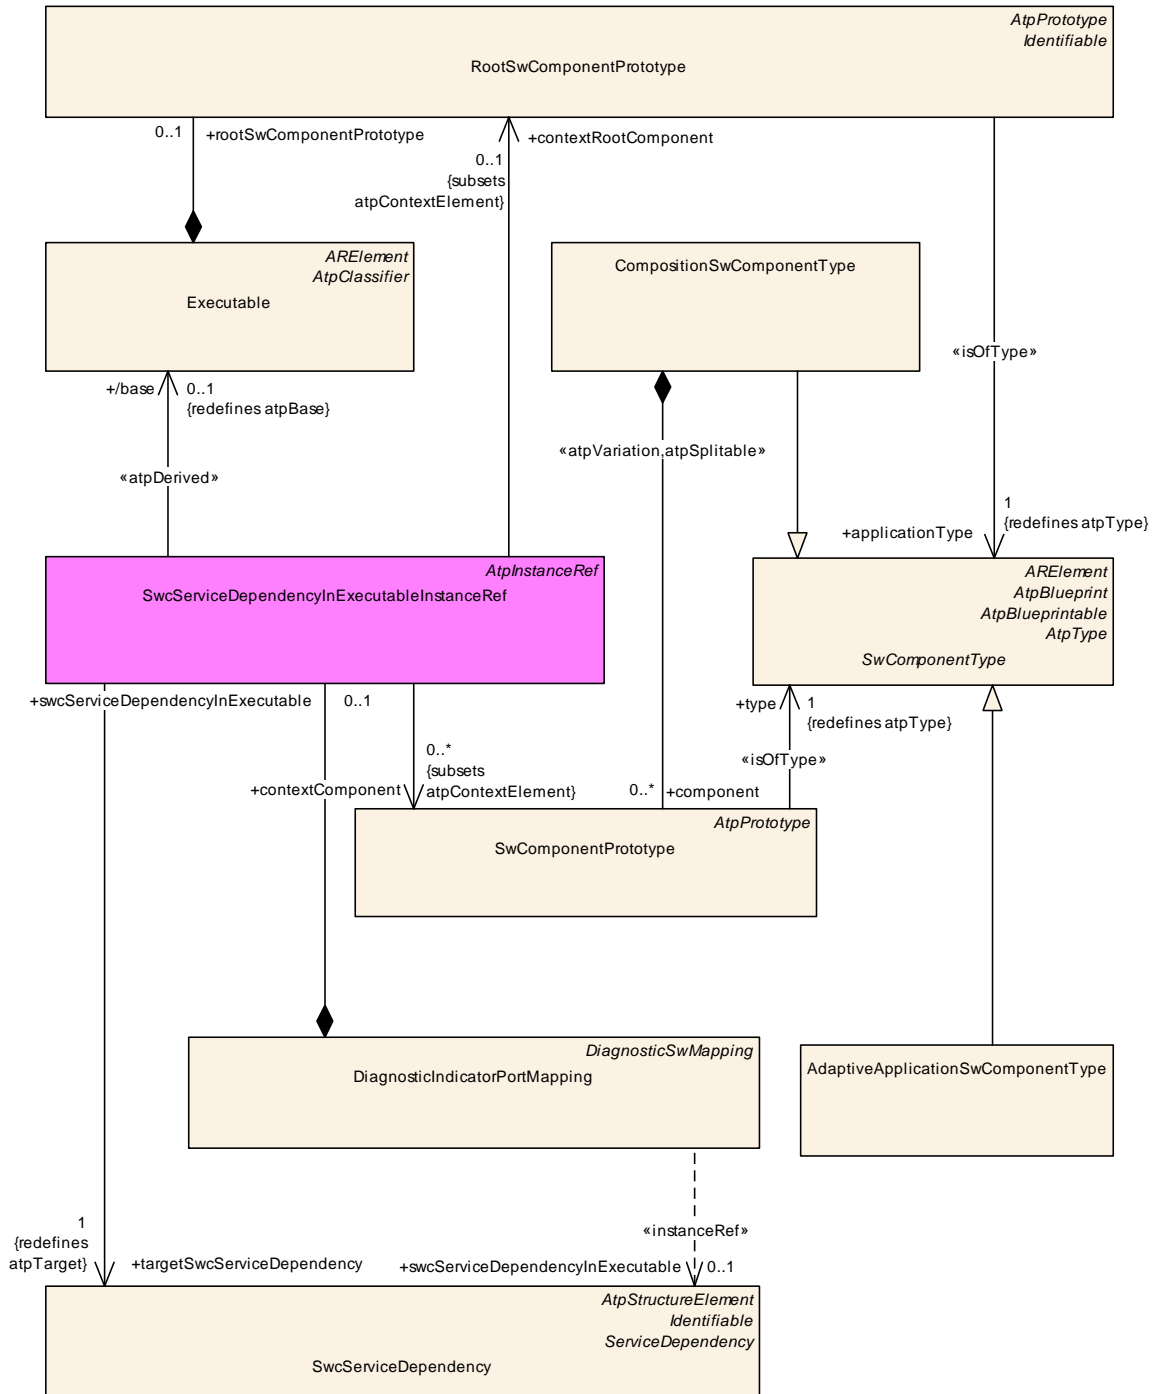 AtpPrototype
Identifiable
RootSwComponentPrototype
0..1
+rootSwComponentPrototype
+contextRootComponent
0..1
{subsets
atpContextElement}
ARElement
AtpClassifier
Executable
CompositionSwComponentType
«isOfType»
+/base
0..1
{redefines atpBase}
«atpVariation,atpSplitable»
«atpDerived»
1
{redefines atpType}
+applicationType
AtpInstanceRef
SwcServiceDependencyInExecutableInstanceRef
ARElement
AtpBlueprint
AtpBlueprintable
AtpType
SwComponentType
+swcServiceDependencyInExecutable
0..1
+type
1
{redefines atpType}
0..*
{subsets
atpContextElement}
«isOfType»
+contextComponent
0..*
+component
AtpPrototype
SwComponentPrototype
DiagnosticSwMapping
DiagnosticIndicatorPortMapping
AdaptiveApplicationSwComponentType
1
{redefines
atpTarget}
«instanceRef»
+targetSwcServiceDependency
+swcServiceDependencyInExecutable
0..1
AtpStructureElement
Identifiable
ServiceDependency
SwcServiceDependency